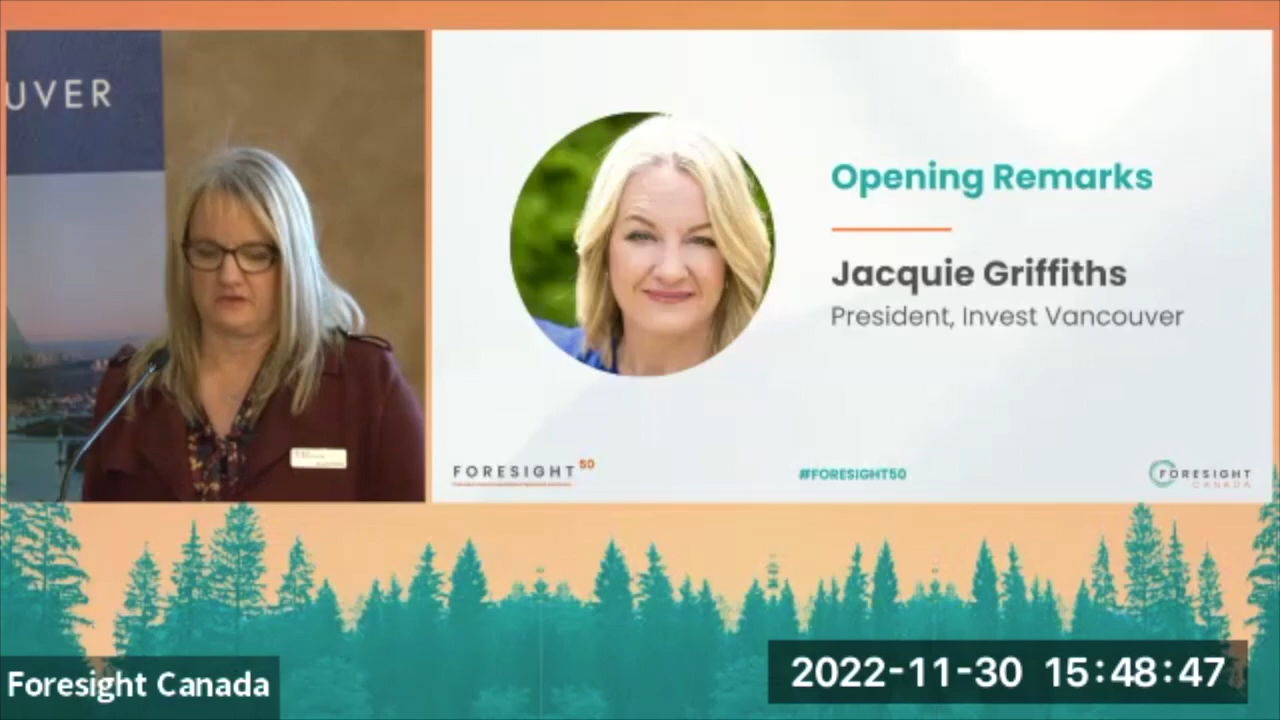 UVER
Opening Remarks
Jacquie Griffiths
President, Invest Vancouver
FORESIGHT50
#FORESIGHT50
FORESIGHT
CANADA
Foresight Canada
2022-11-30 15:48:47